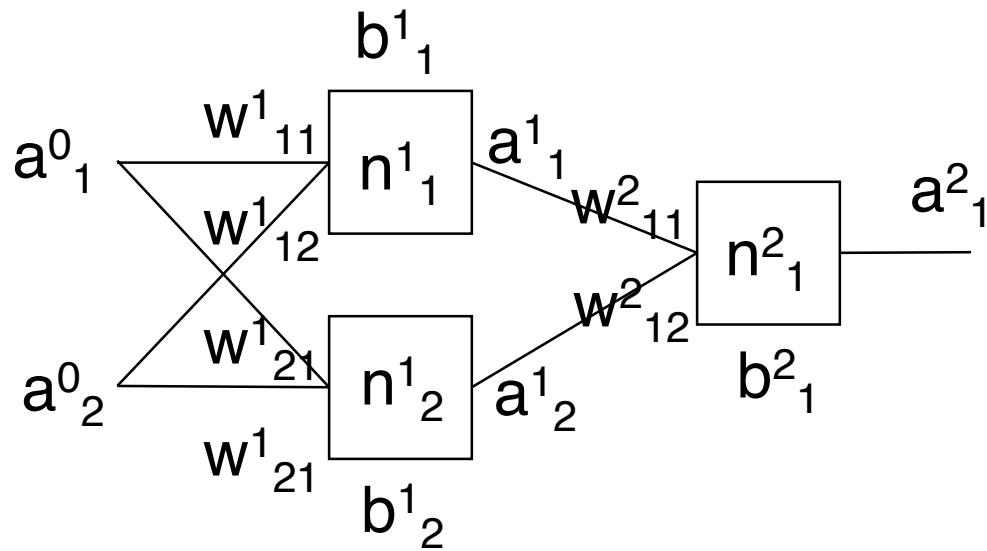 b¹₁
w¹₁₁
a⁰₁
n¹₁
a¹₁
w¹₁₂
w²₁₁
a²₁
n²₁
w¹₂₁
w²₁₂
a⁰₂
n¹₂
a¹₂
b²₁
w¹₂₁
b¹₂